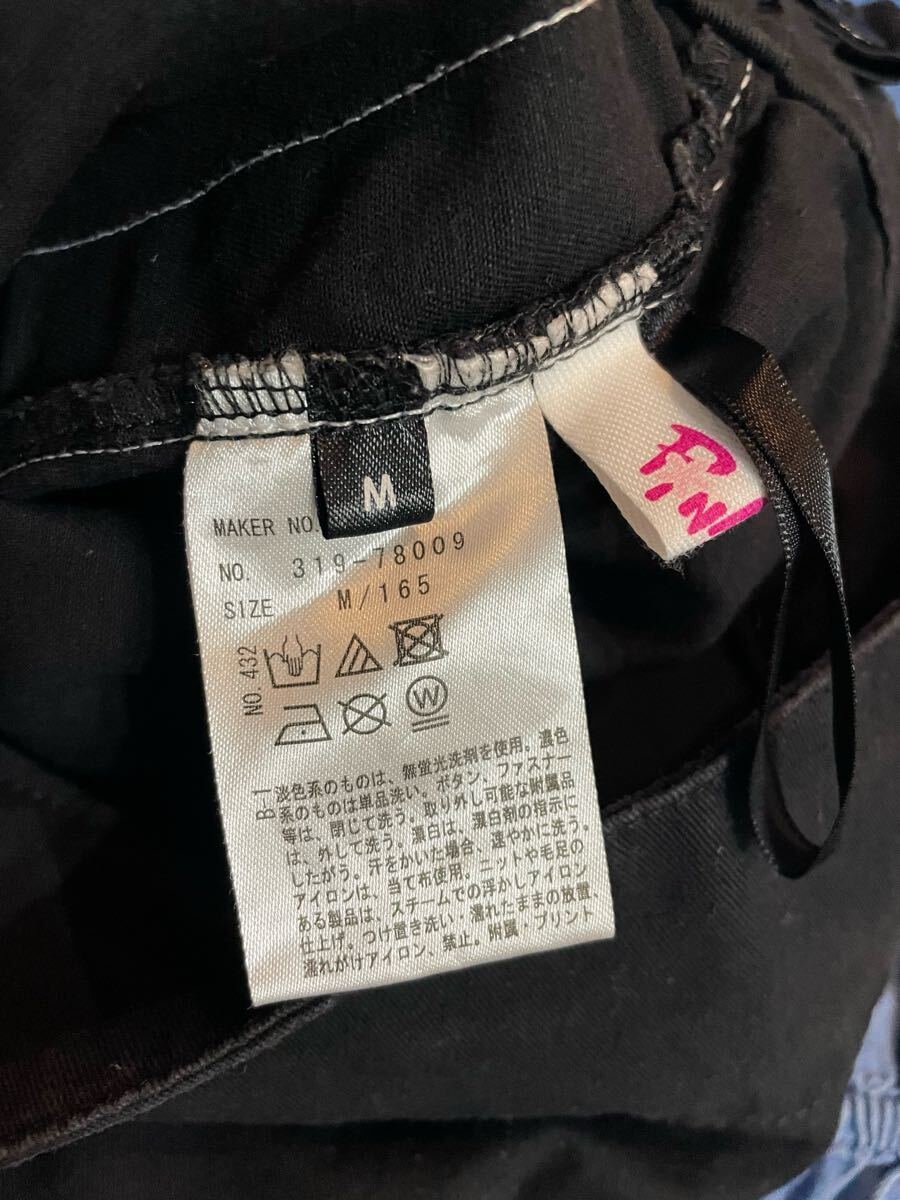 M
MAKER NO.
NO. 319-78009
SIZE M/165
NO. 432
W
B-1 淡色系のものは、無蛍光洗剤を使用。濃色
系のものは単品洗い。ボタン、ファスナー
等は、閉じて洗う。取り外し可能な附属品
は、外して洗う。漂白は、漂白剤の指示に
したがう。汗をかいた場合、速やかに洗う。
アイロンは、当て布使用。ニットや毛足の
ある製品は、スチームでの浮かしアイロン
仕上げ。つけ置き洗い・濡れたままの放置、
濡れがけアイロン、禁止。附属・プリント